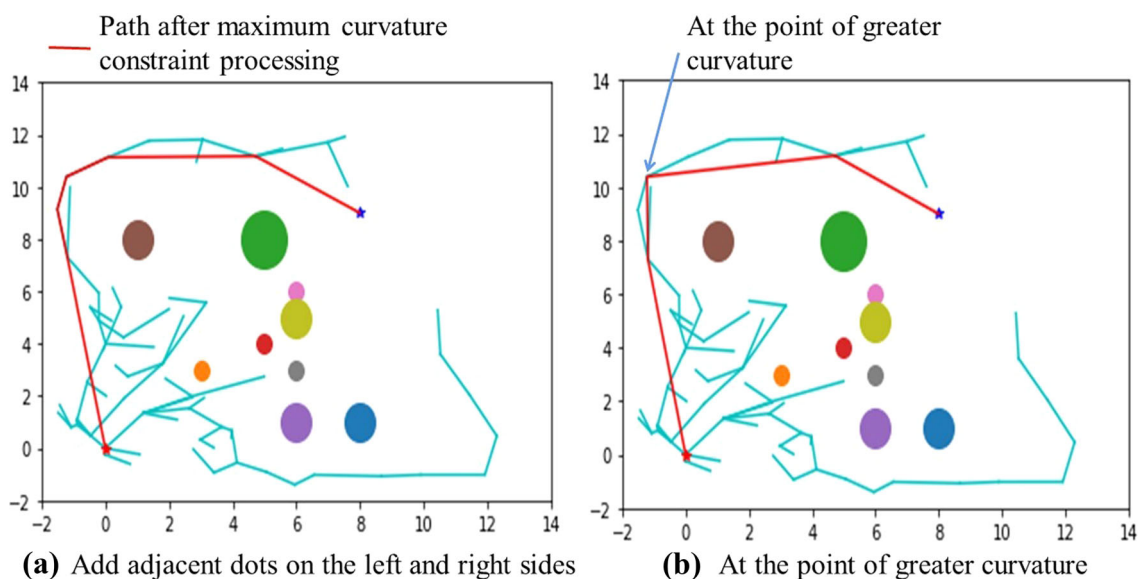 Path after maximum curvature
constraint processing
At the point of greater
curvature
14
12
10
8
6
4
2
0
−2
−2 0 2 4 6 8 10 12 14
14
12
10
8
6
4
2
0
−2
−2 0 2 4 6 8 10 12 14
(a) Add adjacent dots on the left and right sides
(b) At the point of greater curvature